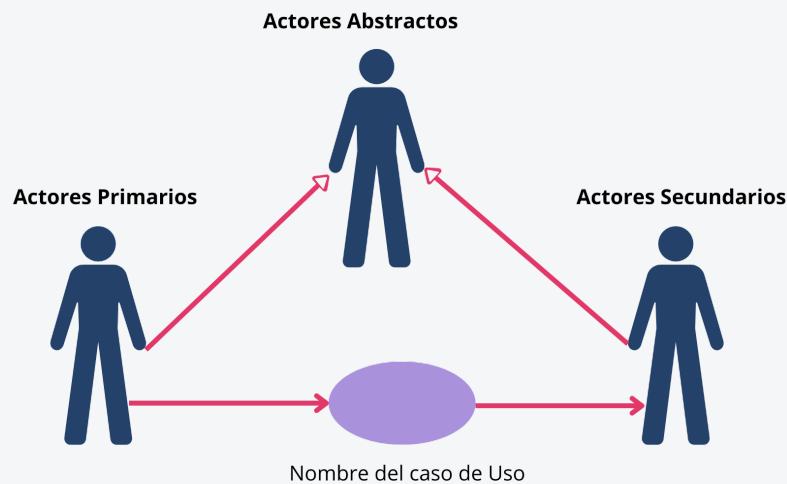 Actores Abstractos
Actores Primarios
Actores Secundarios
Nombre del caso de Uso